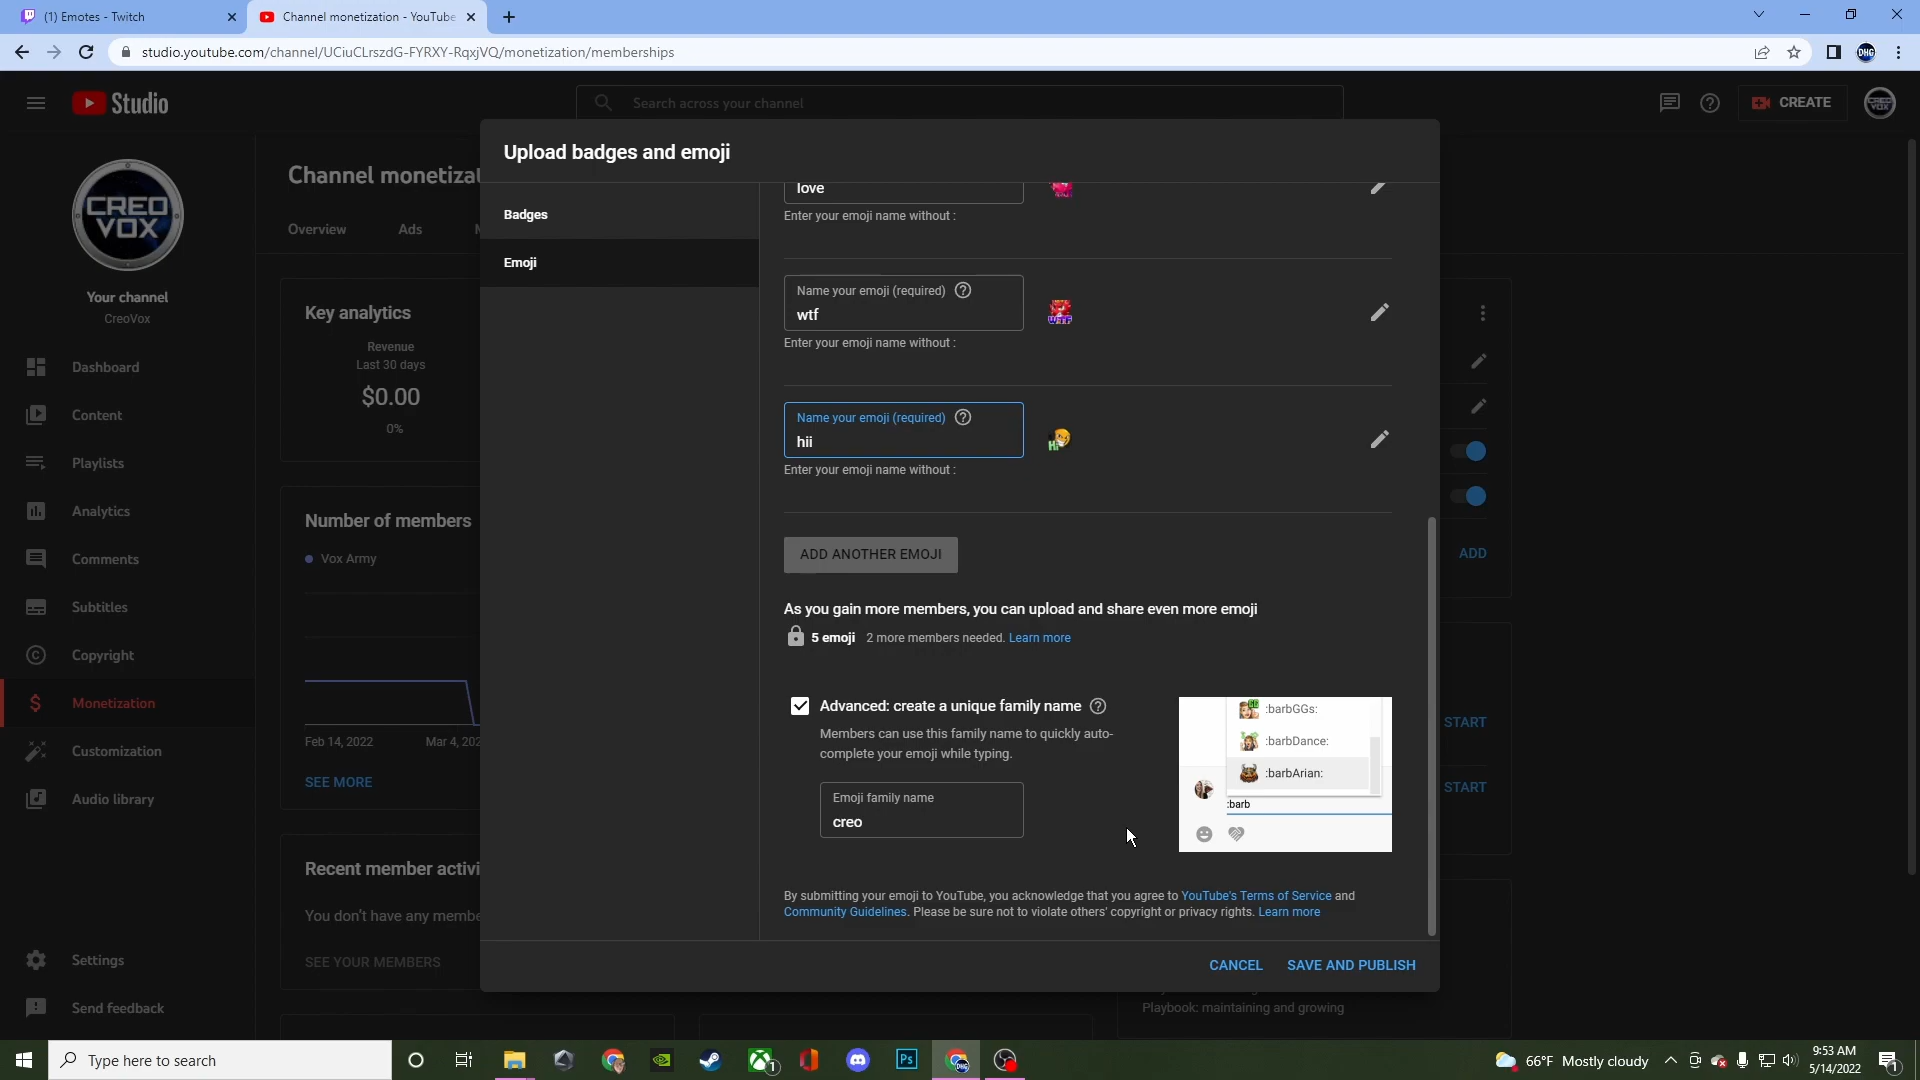 (1) Emotes - Twitch
Channel monetization - YouTube
studio.youtube.com/channel/UCiuCLrszdG-FYRXY-RqxjVQ/monetization/memberships
DHG
Studio
Search across your channel
CREATE
CREO
VOX
Your channel
CreoVox
Dashboard
Content
Playlists
Analytics
Comments
Subtitles
Copyright
Monetization
Customization
Audio library
Settings
Send feedback
Channel monetizat
Overview
Ads
Key analytics
Revenue
Last 30 days
$0.00
0%
Number of members
Vox Army
Feb 14, 2022
Mar 4, 202
SEE MORE
Recent member activi
You don't have any membe
SEE YOUR MEMBERS
Upload badges and emoji
Badges
Emoji
love
Enter your emoji name without :
Name your emoji (required)
wtf
WTF
Enter your emoji name without :
Name your emoji (required)
hii
Hi
Enter your emoji name without :
ADD ANOTHER EMOJI
As you gain more members, you can upload and share even more emoji
5 emoji 2 more members needed. Learn more
Advanced: create a unique family name
Members can use this family name to quickly auto-
complete your emoji while typing.
Emoji family name
creo
:barbGGs:
:barbDance:
:barbArian:
:barb
By submitting your emoji to YouTube, you acknowledge that you agree to YouTube's Terms of Service and
Community Guidelines. Please be sure not to violate others' copyright or privacy rights. Learn more
CANCEL
SAVE AND PUBLISH
ADD
START
START
Playbook: maintaining and growing
Type here to search
Ps
1
66°F Mostly cloudy
9:53 AM
5/14/2022
1